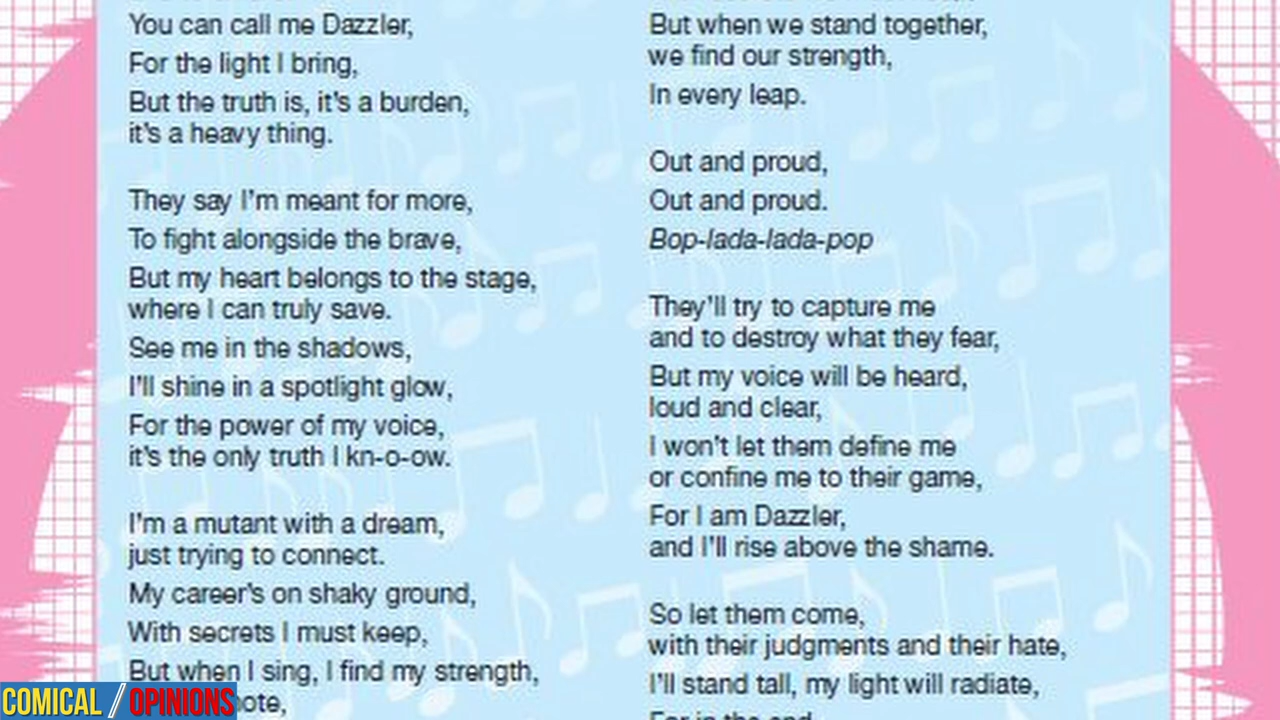 You can call me Dazzler,
For the light I bring,
But the truth is, it's a burden,
it's a heavy thing.
They say I'm meant for more,
To fight alongside the brave,
But my heart belongs to the stage,
where I can truly save.
See me in the shadows,
I'll shine in a spotlight glow,
For the power of my voice,
it's the only truth I kn-o-ow.
I'm a mutant with a dream,
just trying to connect.
My career's on shaky ground,
With secrets I must keep,
But when I sing, I find my strength,
But when we stand together,
we find our strength,
In every leap.
Out and proud,
Out and proud.
Bop-lada-lada-pop
They'll try to capture me
and to destroy what they fear,
But my voice will be heard,
loud and clear,
I won't let them define me
or confine me to their game,
For I am Dazzler,
and I'll rise above the shame.
So let them come,
with their judgments and their hate,
I'll stand tall, my light will radiate,
For in the end
COMICAL / OPINIONS